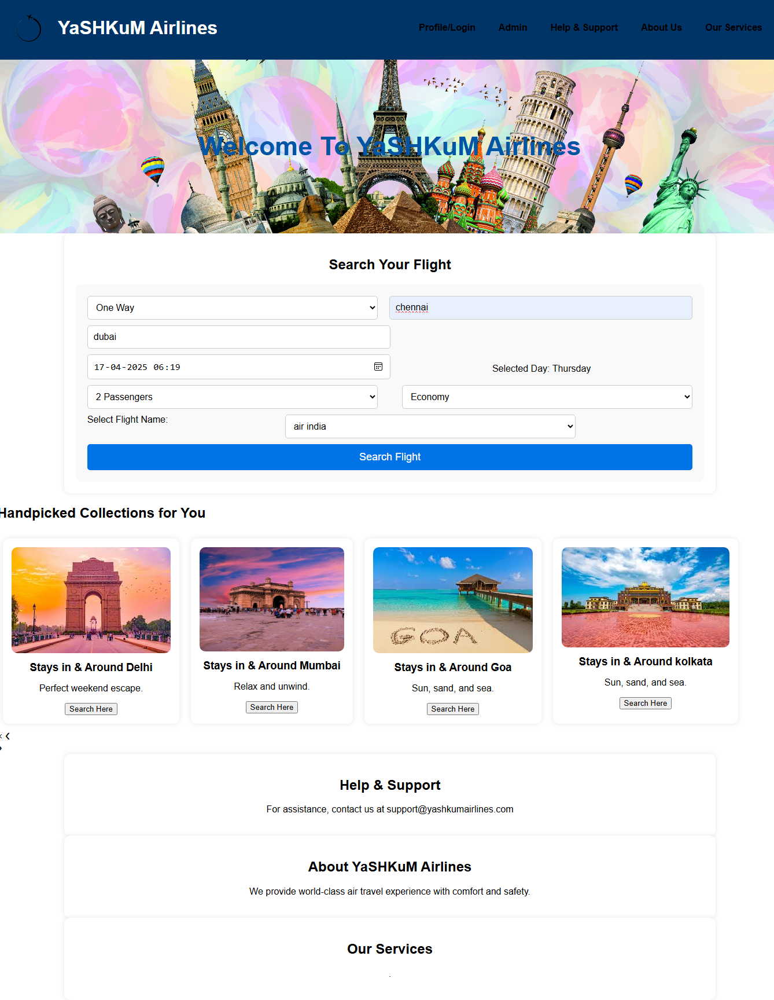 YaSHKuM Airlines
Profile/Login Admin Help & Support About Us Our Services
Welcome To YaSHKuM Airlines
Search Your Flight
One Way
chennai
dubai
17-04-2025 06:19
Selected Day: Thursday
2 Passengers
Economy
Select Flight Name:
air india
Search Flight
Handpicked Collections for You
GOA
Stays in & Around Delhi
Perfect weekend escape.
Search Here
Stays in & Around Mumbai
Relax and unwind.
Search Here
Stays in & Around Goa
Sun, sand, and sea.
Search Here
Stays in & Around kolkata
Sun, sand, and sea.
Search Here
Help & Support
For assistance, contact us at support@yashkumairlines.com
About YaSHKuM Airlines
We provide world-class air travel experience with comfort and safety.
Our Services
.